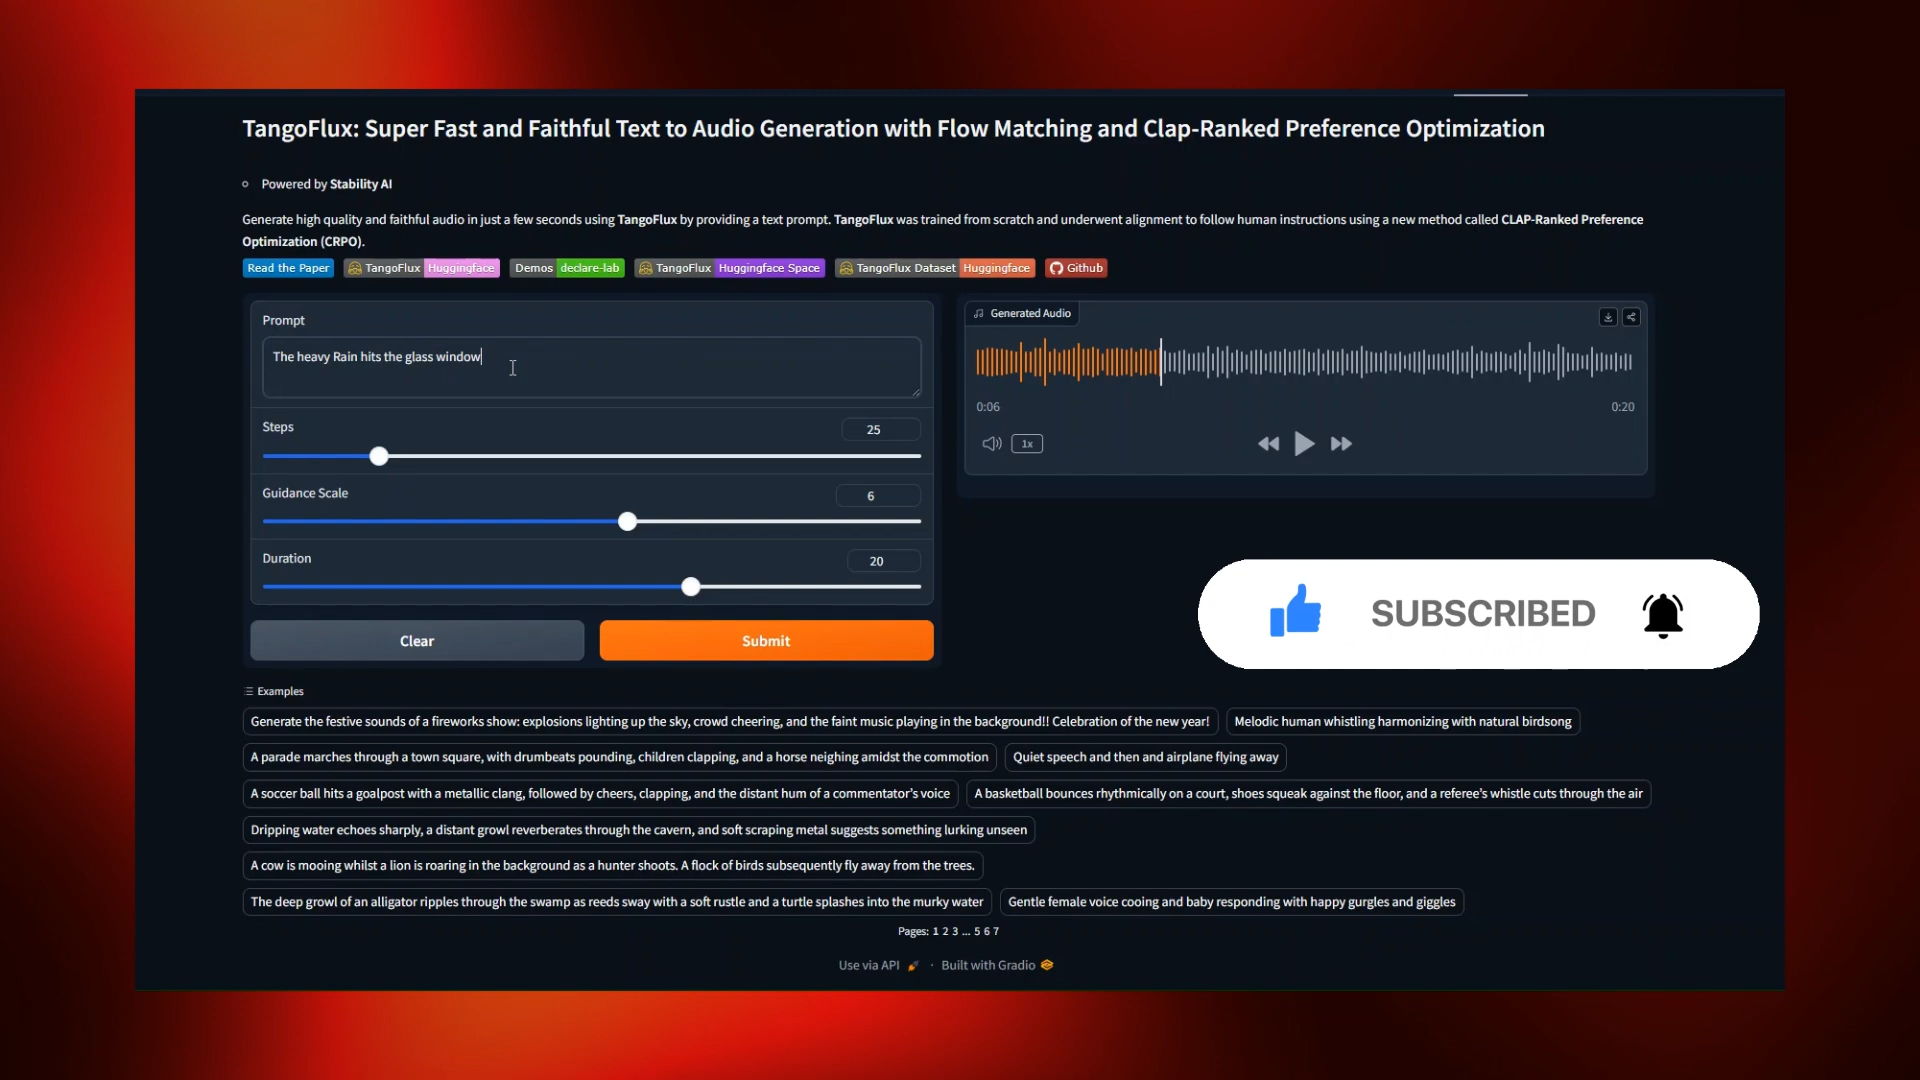 TangoFlux: Super Fast and Faithful Text to Audio Generation with Flow Matching and Clap-Ranked Preference Optimization
Powered by Stability AI
Generate high quality and faithful audio in just a few seconds using TangoFlux by providing a text prompt. TangoFlux was trained from scratch and underwent alignment to follow human instructions using a new method called CLAP-Ranked Preference
Optimization (CRPO).
Read the Paper TangoFlux Huggingface Demos declare-lab TangoFlux Huggingface Space TangoFlux Dataset Huggingface Github
Prompt
The heavy Rain hits the glass window
Steps
25
Guidance Scale
6
Duration
20
Clear
Submit
Generated Audio
0:06
0:20
1x
SUBSCRIBED
Examples
Generate the festive sounds of a fireworks show: explosions lighting up the sky, crowd cheering, and the faint music playing in the background!! Celebration of the new year!
Melodic human whistling harmonizing with natural birdsong
A parade marches through a town square, with drumbeats pounding, children clapping, and a horse neighing amidst the commotion
Quiet speech and then and airplane flying away
A soccer ball hits a goalpost with a metallic clang, followed by cheers, clapping, and the distant hum of a commentator's voice
A basketball bounces rhythmically on a court, shoes squeak against the floor, and a referee's whistle cuts through the air
Dripping water echoes sharply, a distant growl reverberates through the cavern, and soft scraping metal suggests something lurking unseen
A cow is mooing whilst a lion is roaring in the background as a hunter shoots. A flock of birds subsequently fly away from the trees.
The deep growl of an alligator ripples through the swamp as reeds sway with a soft rustle and a turtle splashes into the murky water
Gentle female voice cooing and baby responding with happy gurgles and giggles
Pages: 1 2 3 ... 5 6 7
Use via API · Built with Gradio